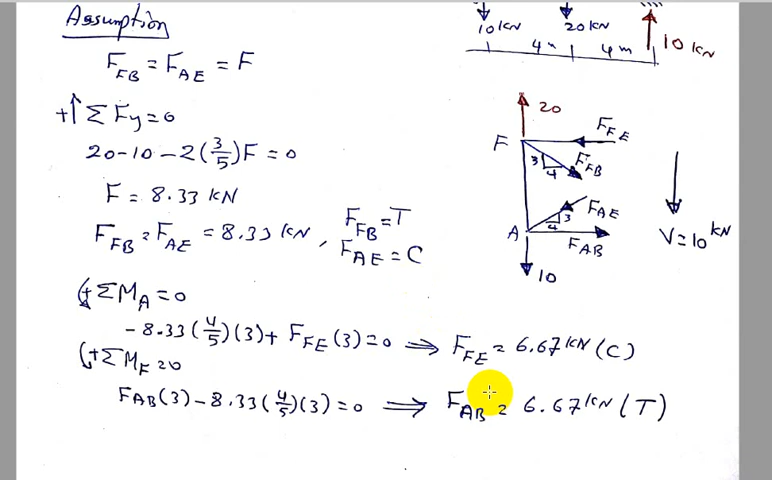 Assumption
10 kN 20 kN 10 kN
4 m 4 m
F_FB = F_AE = F
+↑ Σ Fy = 0
20 - 10 - 2(3/5)F = 0
F = 8.33 kN
F_FB = F_AE = 8.33 kN, F_FB = T
F_AE = C
20
F F_FE
3 4 F_FB
F_AE
3 4
A F_AB
10
V = 10 kN
(+ Σ M_A = 0
- 8.33 (4/5)(3) + F_FE (3) = 0 ⇒ F_FE = 6.67 kN (C)
(+ Σ M_F = 0
F_AB (3) - 8.33 (4/5)(3) = 0 ⇒ F_AB = 6.67 kN (T)